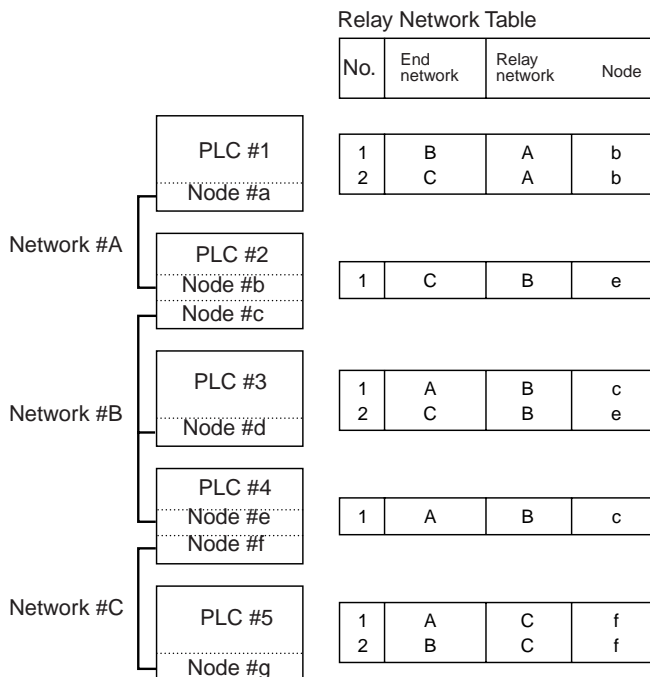 Relay Network Table
No. End network Relay network Node
PLC #1
Node #a
1 B A b
2 C A b
Network #A
PLC #2
Node #b
Node #c
1 C B e
Network #B
PLC #3
Node #d
1 A B c
2 C B e
PLC #4
Node #e
Node #f
1 A B c
Network #C
PLC #5
Node #g
1 A C f
2 B C f